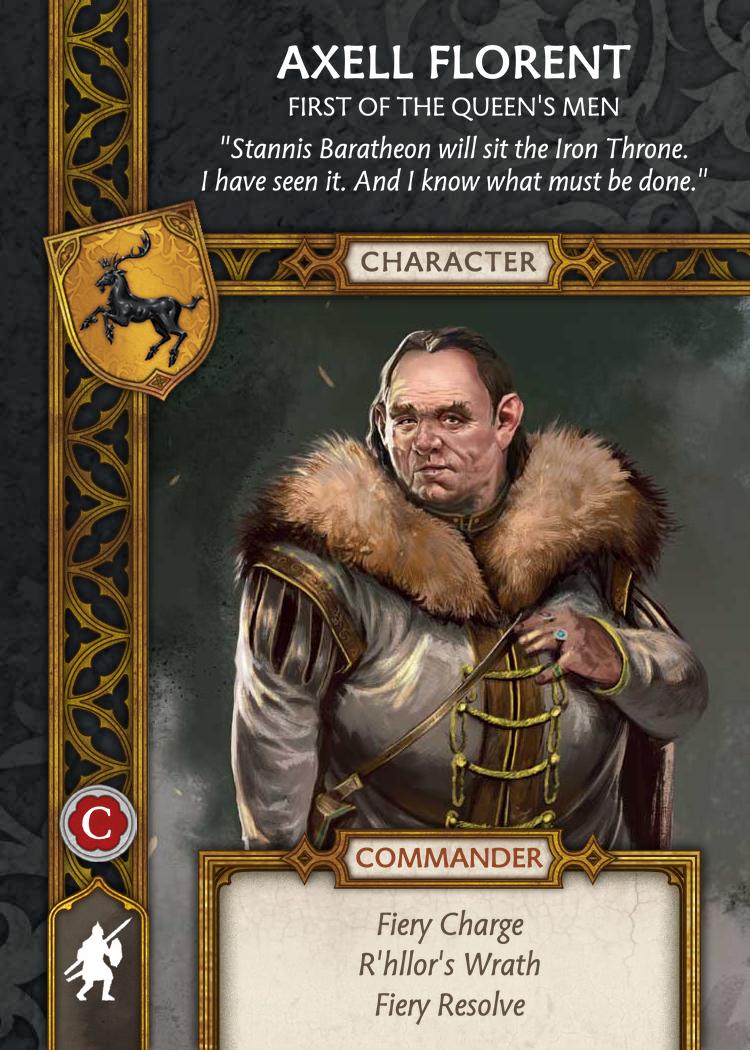 AXELL FLORENT
FIRST OF THE QUEEN'S MEN
"Stannis Baratheon will sit the Iron Throne.
I have seen it. And I know what must be done."
CHARACTER
C
COMMANDER
Fiery Charge
R'hllor's Wrath
Fiery Resolve